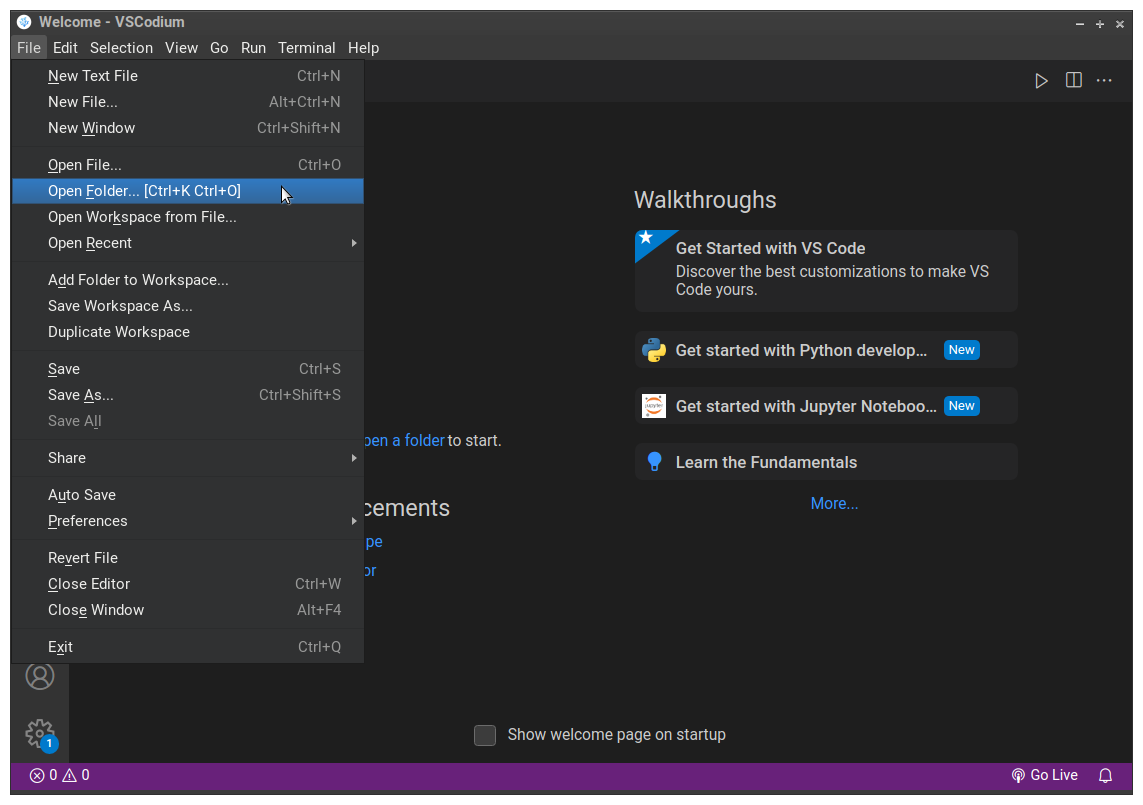 Welcome - VSCodium
File Edit Selection View Go Run Terminal Help
New Text File Ctrl+N
New File... Alt+Ctrl+N
New Window Ctrl+Shift+N
Open File... Ctrl+O
Open Folder... [Ctrl+K Ctrl+O]
Open Workspace from File...
Open Recent
Add Folder to Workspace...
Save Workspace As...
Duplicate Workspace
Save Ctrl+S
Save As... Ctrl+Shift+S
Save All
Share
Auto Save
Preferences
Revert File
Close Editor Ctrl+W
Close Window Alt+F4
Exit Ctrl+Q
pen a folder to start.
cements
pe
or
Walkthroughs
Get Started with VS Code
Discover the best customizations to make VS
Code yours.
Get started with Python develop... New
Jupyter
Get started with Jupyter Noteboo... New
Learn the Fundamentals
More...
1
Show welcome page on startup
0 0
Go Live